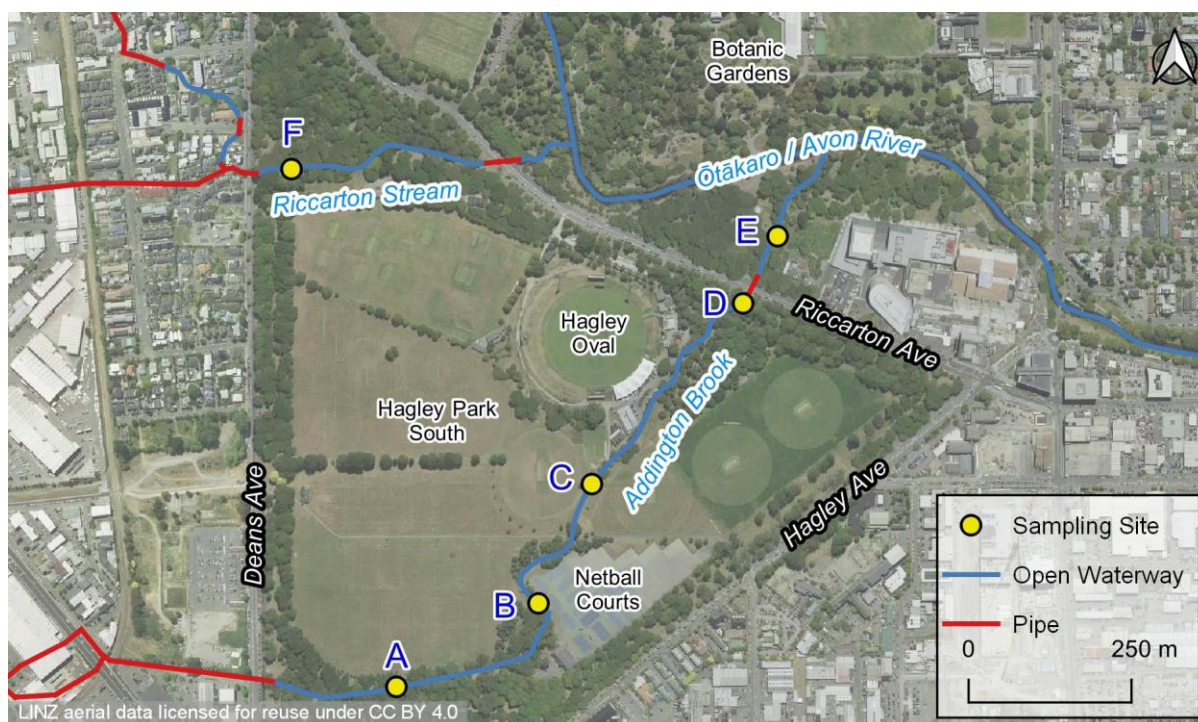 Botanic
Gardens
F
Ōtākaro / Avon River
Riccarton Stream
E
D
Riccarton Ave
Hagley
Oval
Addington Brook
Hagley Park
South
C
Deans Ave
Hagley Ave
Netball
Courts
B
A
Sampling Site
Open Waterway
Pipe
0 250 m
LINZ aerial data licensed for reuse under CC BY 4.0